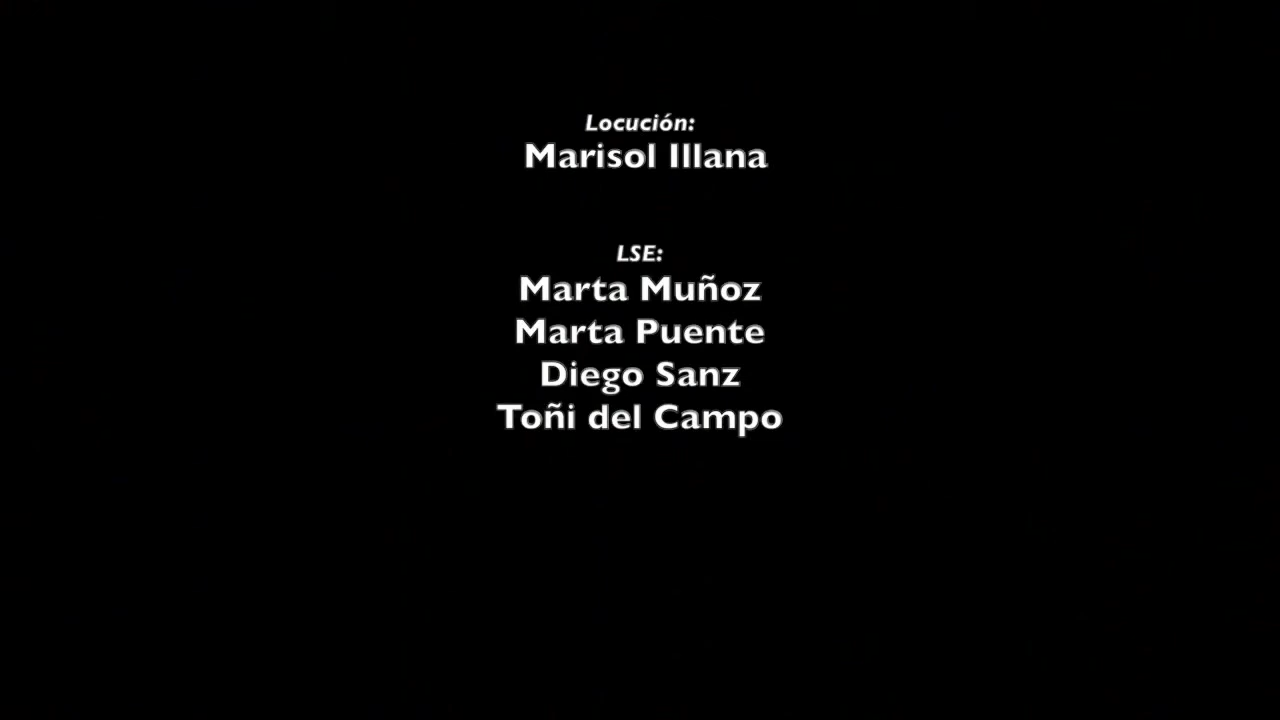 Locución:
Marisol Illana
LSE:
Marta Muñoz
Marta Puente
Diego Sanz
Toñi del Campo